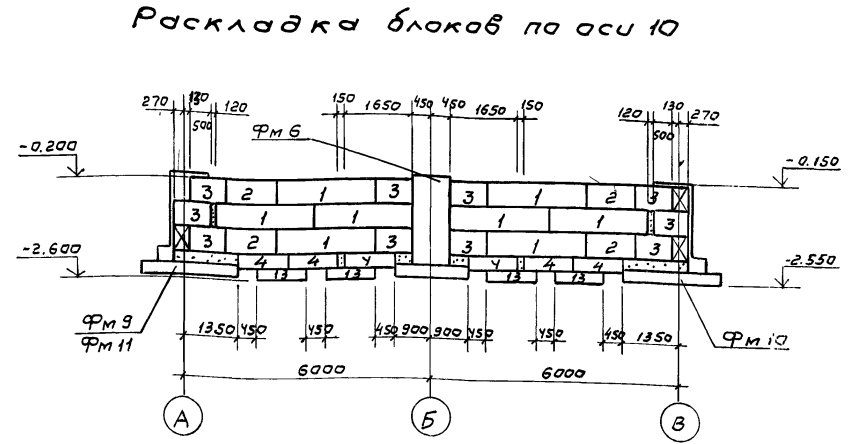 Раскладка блоков по оси 10
270 130 120 150 1650 450 450 1650 150 120 130 270
500 500
Фм 6
-0.200 -0.150
3 2 1 3 3 1 2 3
3 1 1 1 1 3
3 2 1 3 3 1 2 3
-2.600 -2.550
4 4 4 4 4 4
13 13 13 13
Фм 9
Фм 11
Фм 10
1350 450 450 450 900 900 450 450 450 1350
6000 6000
А Б В